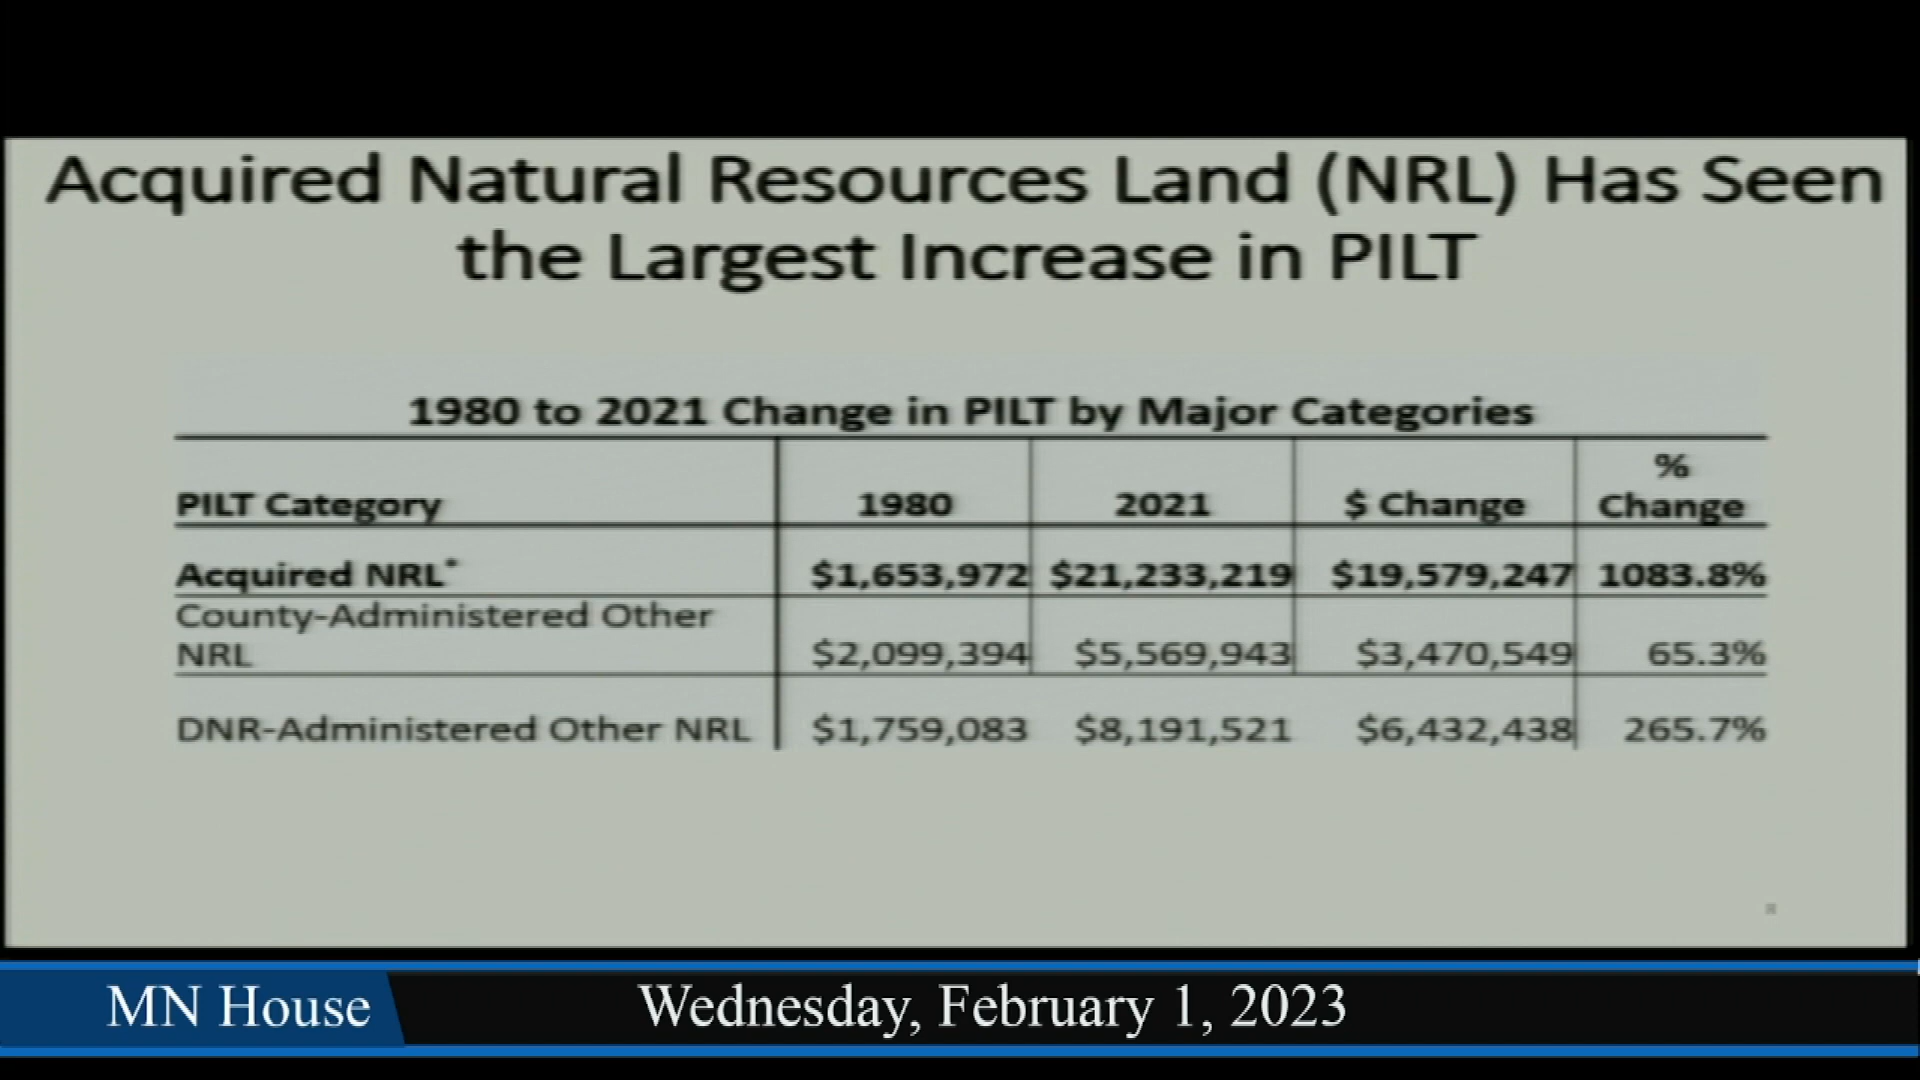 Acquired Natural Resources Land (NRL) Has Seen
the Largest Increase in PILT
1980 to 2021 Change in PILT by Major Categories
PILT Category 1980 2021 $ Change % Change
Acquired NRL* $1,653,972 $21,233,219 $19,579,247 1083.8%
County-Administered Other
NRL $2,099,394 $5,569,943 $3,470,549 65.3%
DNR-Administered Other NRL $1,759,083 $8,191,521 $6,432,438 265.7%
MN House Wednesday, February 1, 2023